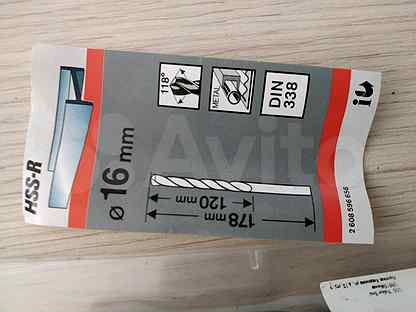 HSS-R
ø 16 mm
118°
METAL
DIN
338
120 mm
178 mm
2 608 596 656
Avito